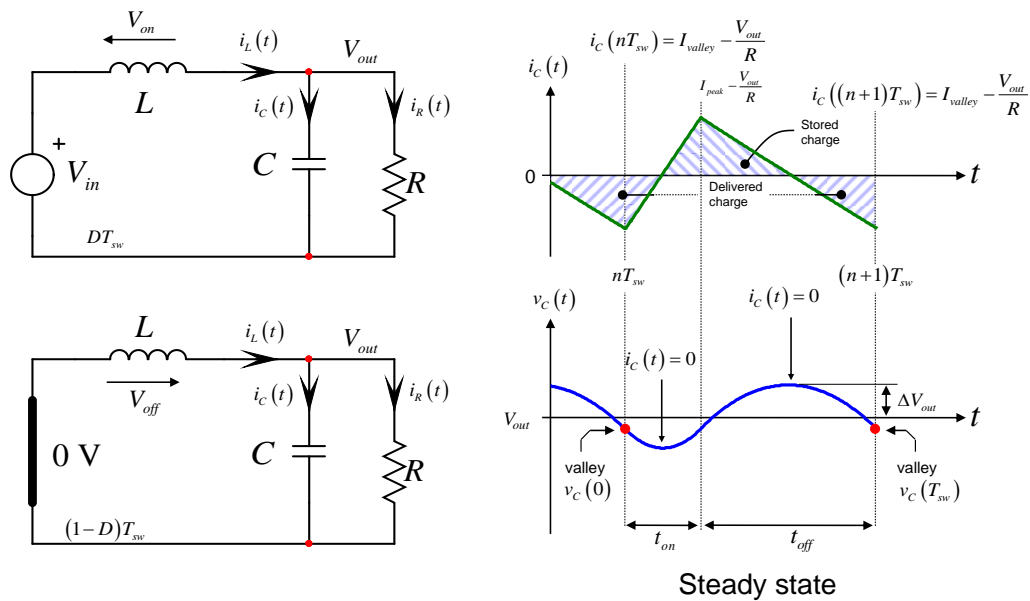 V_on
i_L(t)
V_out
L
i_C(t)
i_R(t)
+
V_in
C
R
DT_sw
L
i_L(t)
V_out
V_off
i_C(t)
i_R(t)
0 V
C
R
(1−D)T_sw
i_C(nT_sw) = I_valley − V_out/R
i_C(t)
I_peak − V_out/R
i_C((n+1)T_sw) = I_valley − V_out/R
Stored
charge
0
t
Delivered
charge
nT_sw
(n+1)T_sw
v_C(t)
i_C(t) = 0
i_C(t) = 0
ΔV_out
V_out
t
valley
v_C(0)
valley
v_C(T_sw)
t_on
t_off
Steady state